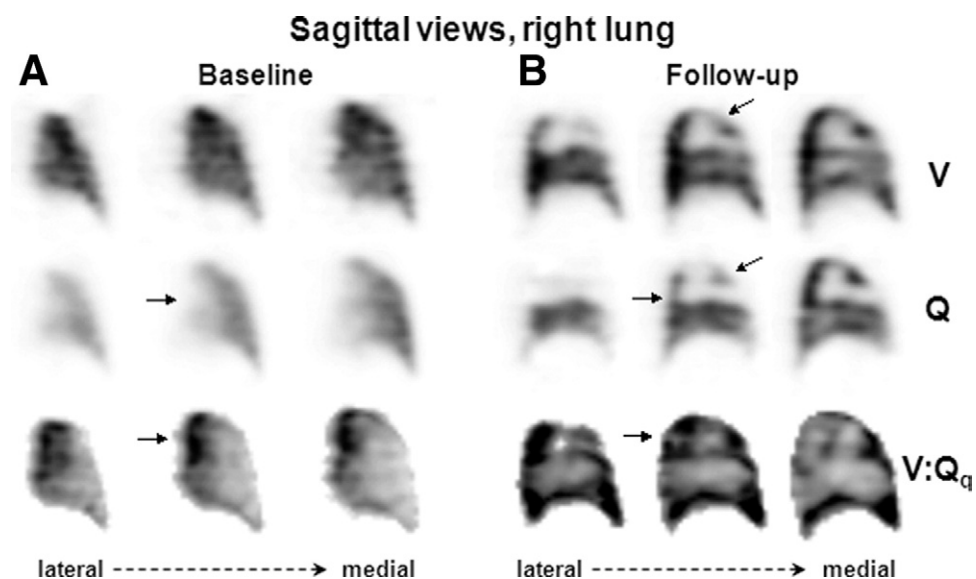 Sagittal views, right lung
A Baseline B Follow-up
V
Q
V:Qq
lateral medial lateral medial